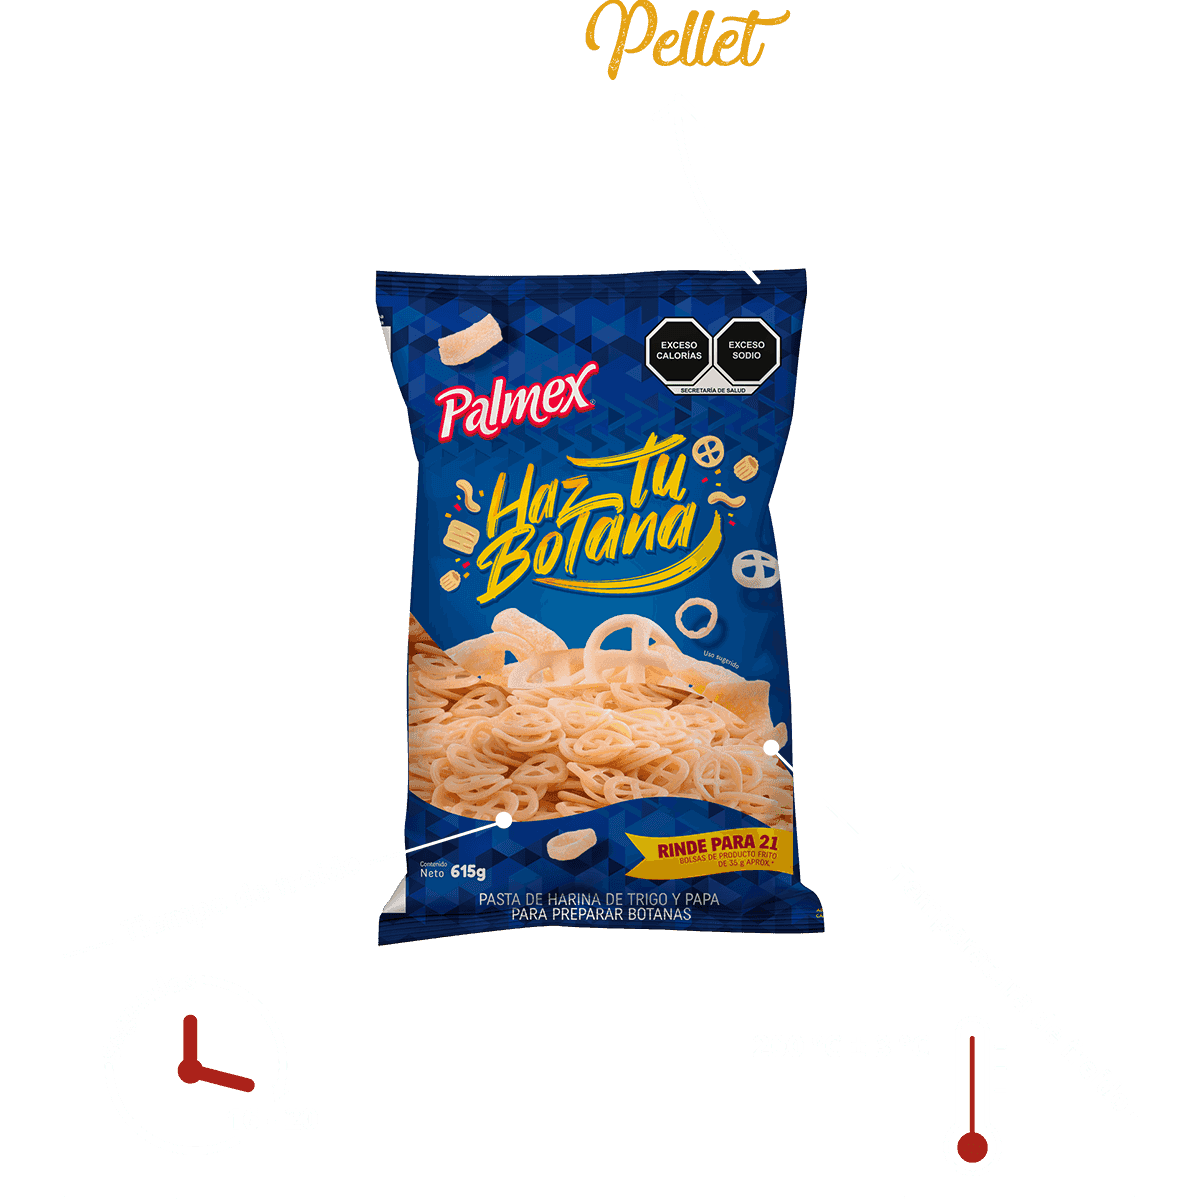 Pellet
EXCESO CALORÍAS
EXCESO SODIO
SECRETARÍA DE SALUD
Palmex
Haz Tu
Botana
Uso sugerido
RINDE PARA 21
BOLSAS DE PRODUCTO FRITO
DE 35 g APROX.*
Contenido
Neto 615g
PASTA DE HARINA DE TRIGO Y PAPA
PARA PREPARAR BOTANAS